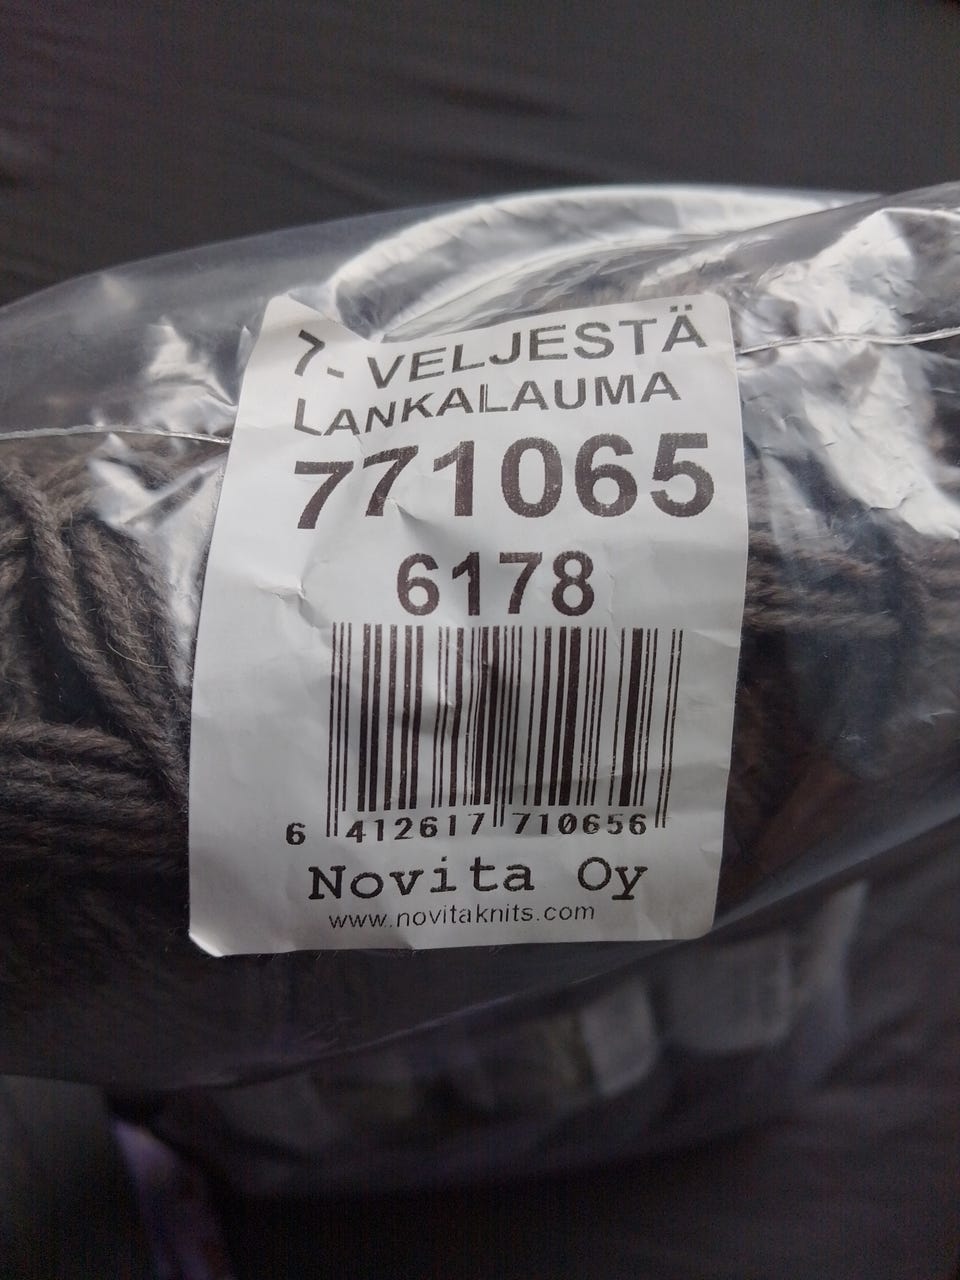 7. VELJESTÄ
LANKALAUMA
771065
6178
6 412617 710656
Novita Oy
www.novitaknits.com